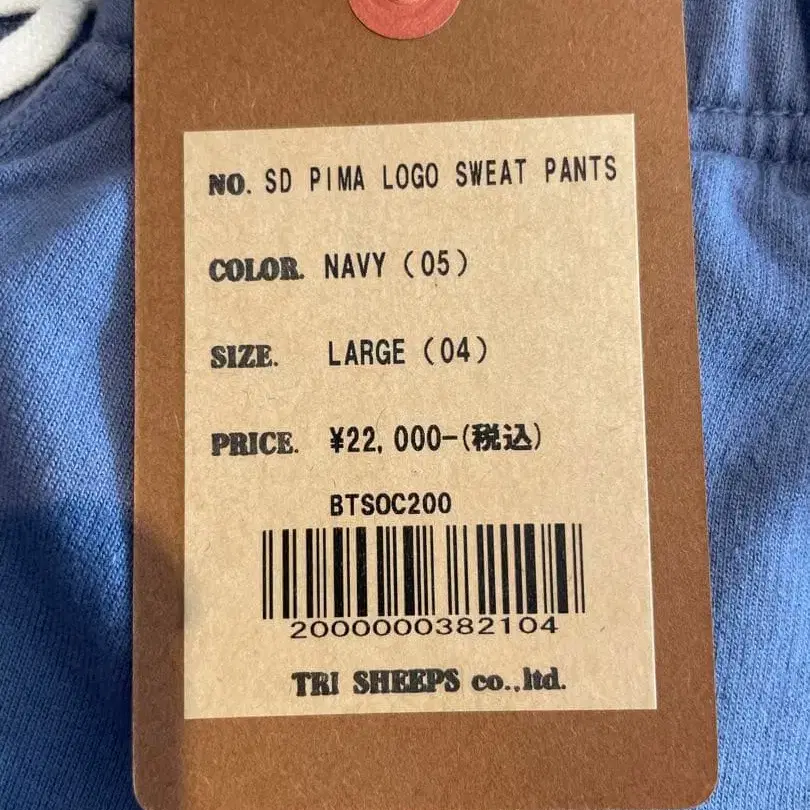 NO. SD PIMA LOGO SWEAT PANTS
COLOR. NAVY (05)
SIZE. LARGE (04)
PRICE. ¥22,000-(税込)
BTSOC200
2000000382104
TRI SHEEPS co.,ltd.